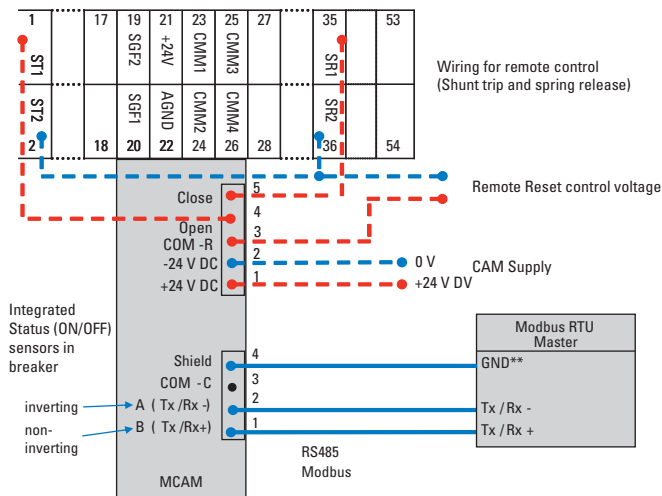 1 17 19 21 23 25 27 35 53
ST1 SGF2 +24V CMM1 CMM3 SR1
ST2 SGF1 AGND CMM2 CMM4 SR2
2 18 20 22 24 26 28 36 54
Wiring for remote control
(Shunt trip and spring release)
Remote Reset control voltage
Close 5
4
Open
COM -R 3
-24 V DC 2 0 V
CAM Supply
+24 V DC 1 +24 V DV
Integrated
Status (ON/OFF)
sensors in
breaker
Modbus RTU
Master
Shield 4 GND**
COM - C 3
inverting A ( Tx /Rx -) 2 Tx / Rx -
non-
inverting
B ( Tx /Rx+) 1 Tx / Rx +
RS485
Modbus
MCAM